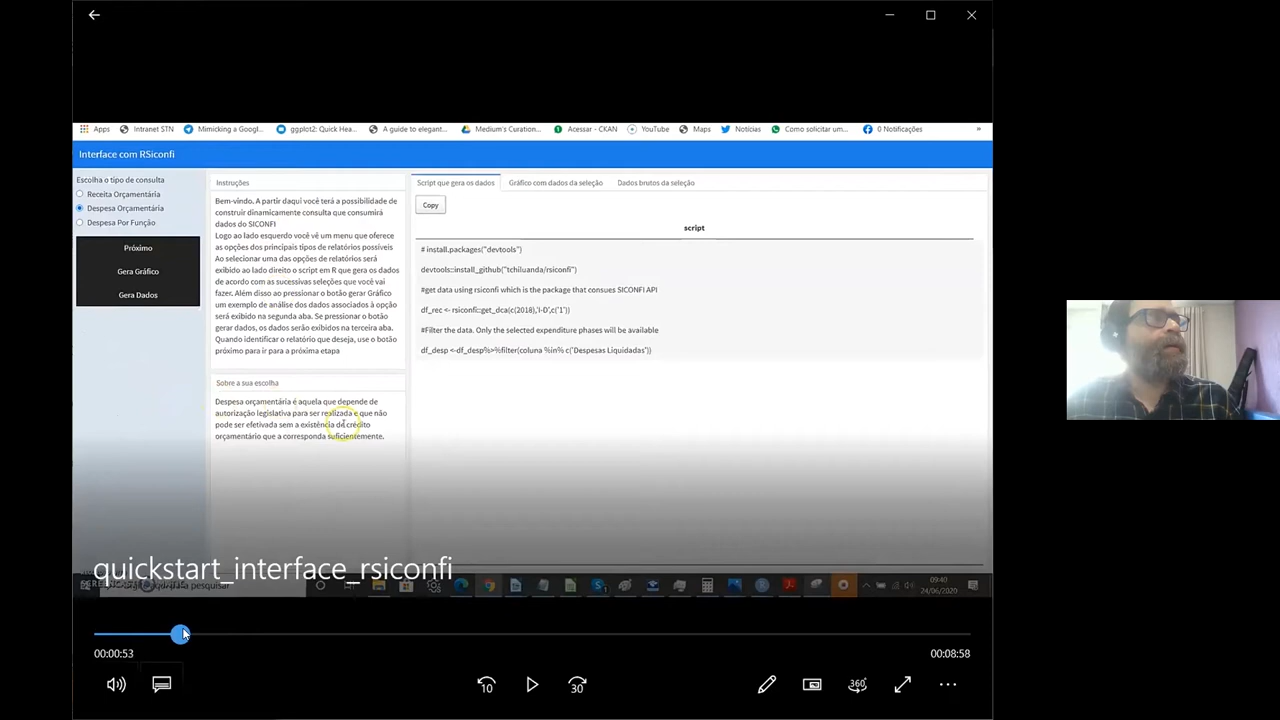 Apps Intranet STN Mimicking a Googl... ggplot2: Quick Hea... A guide to elegant... Medium's Curation... Acessar - CKAN YouTube Maps Notícias Como solicitar um... 0 Notificações »
Interface com RSiconfi
Escolha o tipo de consulta
Receita Orçamentária
Despesa Orçamentária
Despesa Por Função
Próximo
Gera Gráfico
Gera Dados
Instruções
Bem-vindo. A partir daqui você terá a possibilidade de
construir dinamicamente consulta que consumirá
dados do SICONFI
Logo ao lado esquerdo você vê um menu que oferece
as opções dos principais tipos de relatórios possíveis
Ao selecionar uma das opções de relatórios será
exibido ao lado direito o script em R que gera os dados
de acordo com as sucessivas seleções que você vai
fazer. Além disso ao pressionar o botão gerar Gráfico
um exemplo de análise dos dados associados à opção
será exibido na segunda aba. Se pressionar o botão
gerar dados, os dados serão exibidos na terceira aba.
Quando identificar o relatório que deseja, use o botão
próximo para ir para a próxima etapa
Sobre a sua escolha
Despesa orçamentária é aquela que depende de
autorização legislativa para ser realizada e que não
pode ser efetivada sem a existência de crédito
orçamentário que a corresponda suficientemente.
Script que gera os dados Gráfico com dados da seleção Dados brutos da seleção
Copy
script
# install.packages("devtools")
devtools::install_github("tchiluanda/rsiconfi")
#get data using rsiconfi which is the package that consues SICONFI API
df_rec <- rsiconfi::get_dca(c(2018),'I-D',c('1'))
#Filter the data. Only the selected expenditure phases will be available
df_desp <-df_desp%>%filter(coluna %in% c('Despesas Liquidadas'))
quickstart_interface_rsiconfi
pesquisar
09:40
24/06/2020
00:00:53
00:08:58
10
30
360